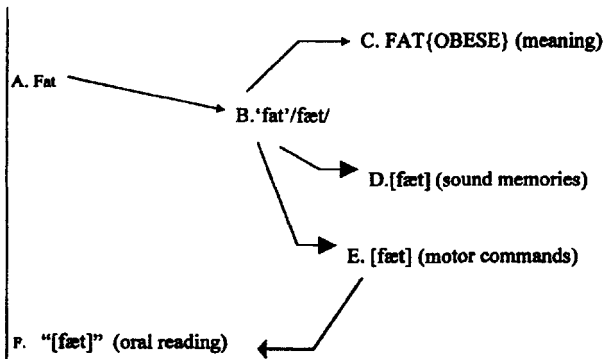 C. FAT{OBESE} (meaning)
A. Fat
B.‘fat’/fæt/
D.[fæt] (sound memories)
E. [fæt] (motor commands)
F. “[fæt]” (oral reading)